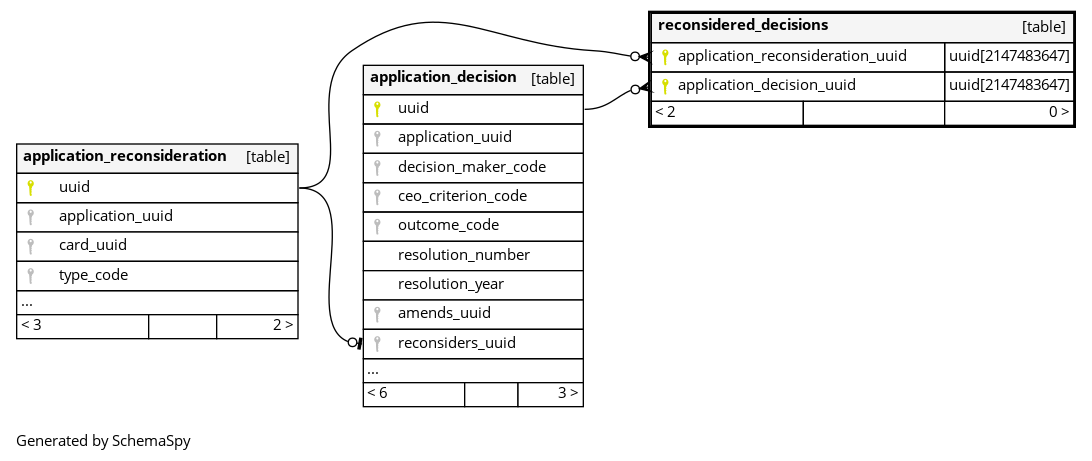 reconsidered_decisions [table]
application_reconsideration_uuid uuid[2147483647]
application_decision_uuid uuid[2147483647]
< 2 0 >
application_decision [table]
uuid
application_uuid
decision_maker_code
ceo_criterion_code
outcome_code
resolution_number
resolution_year
amends_uuid
reconsiders_uuid
...
< 6 3 >
application_reconsideration [table]
uuid
application_uuid
card_uuid
type_code
...
< 3 2 >
Generated by SchemaSpy